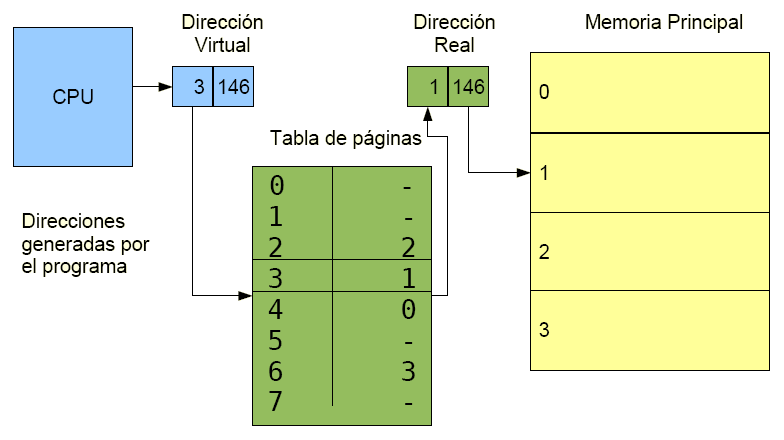 Dirección
Virtual
Dirección
Real
Memoria Principal
CPU
3 146
1 146
Tabla de páginas
Direcciones
generadas por
el programa
0 -
1 -
2 2
3 1
4 0
5 -
6 3
7 -
0
1
2
3